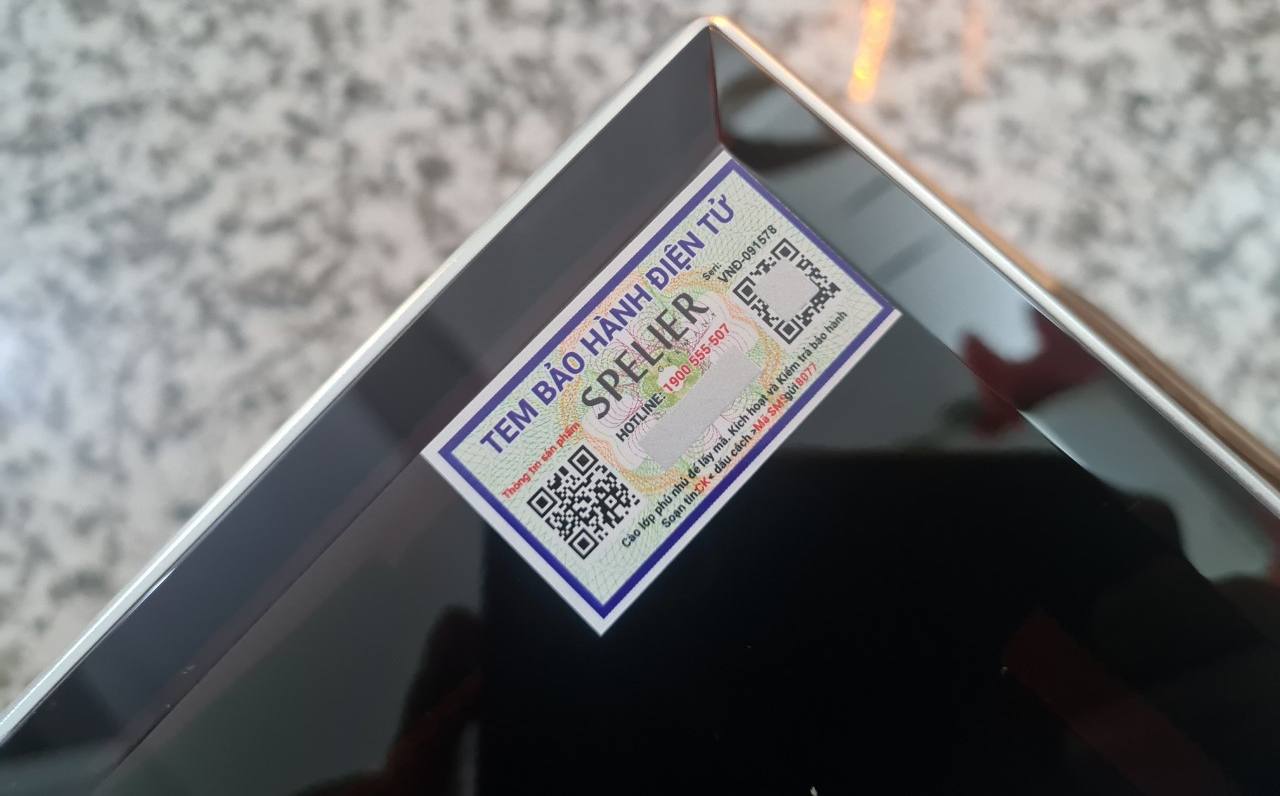 TEM BẢO HÀNH ĐIỆN TỬ
SPELIER
Seri:
VNĐ-091578
HOTLINE: 1900 555-507
Thông tin sản phẩm
Cào lớp phủ nhũ để lấy mã. Kích hoạt và Kiểm tra bảo hành
Soạn tin:CK< dấu cách >Mã SMS gửi 8077